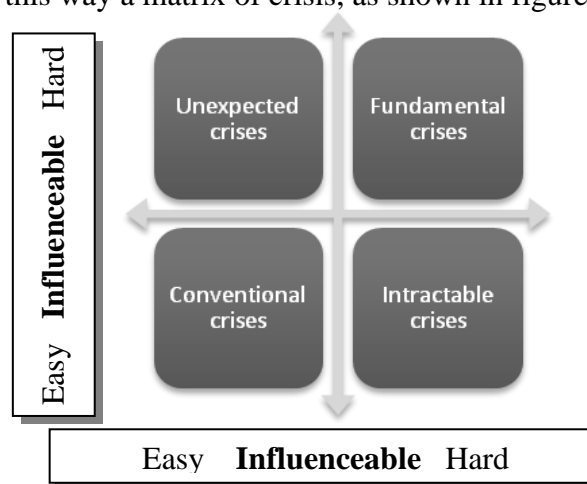 this way a matrix of crisis, as shown in figure
Unexpected
crises
Fundamental
crises
Conventional
crises
Intractable
crises
Easy Influenceable Hard
Easy Influenceable Hard